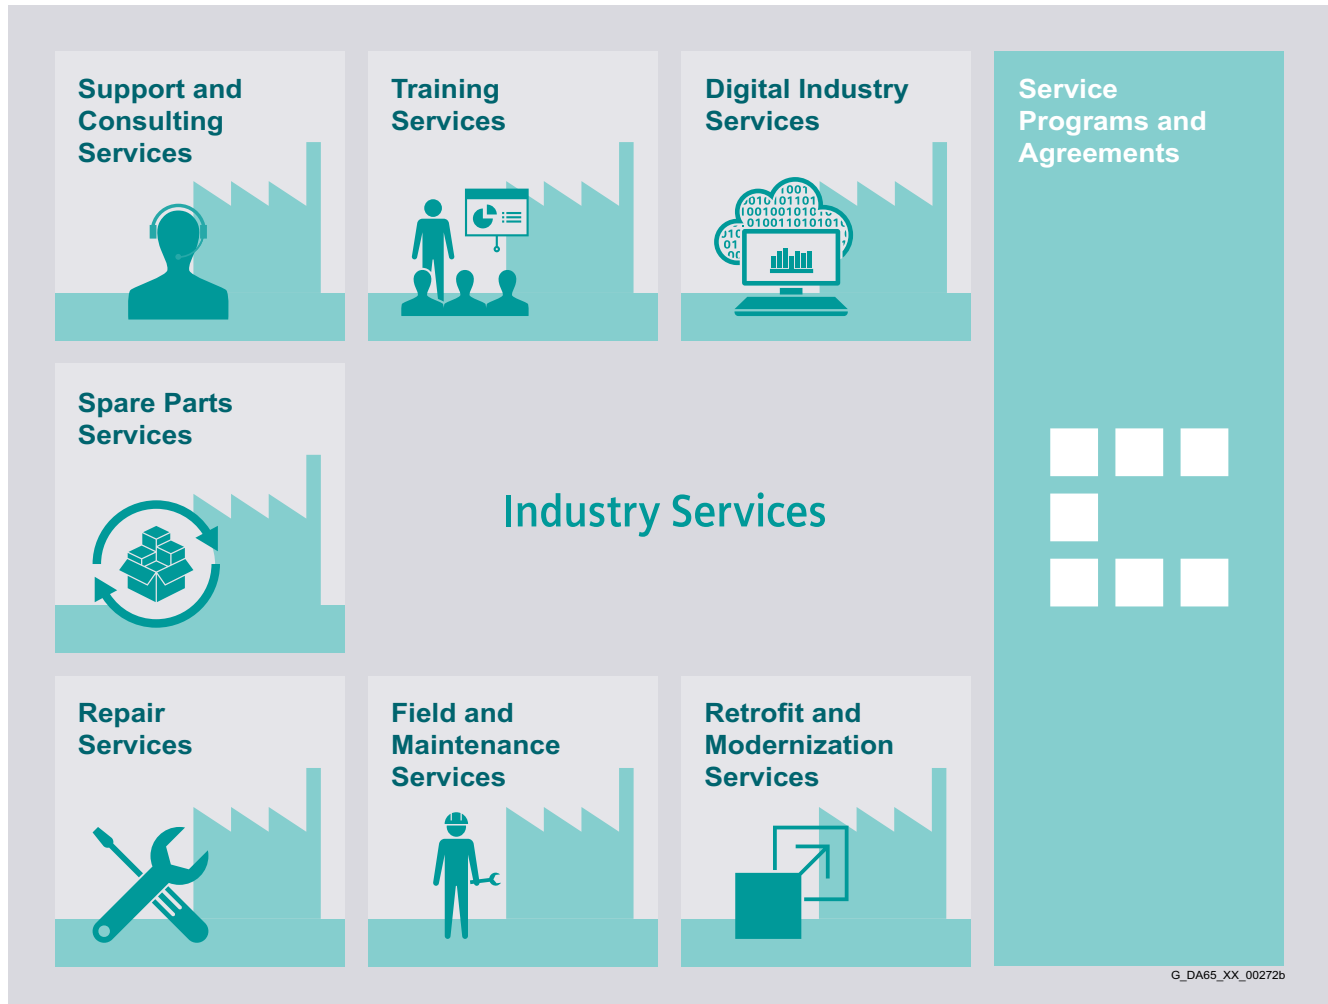 Support and
Consulting
Services
Training
Services
Digital Industry
Services
Service
Programs and
Agreements
Spare Parts
Services
Industry Services
Repair
Services
Field and
Maintenance
Services
Retrofit and
Modernization
Services
G_DA65_XX_00272b